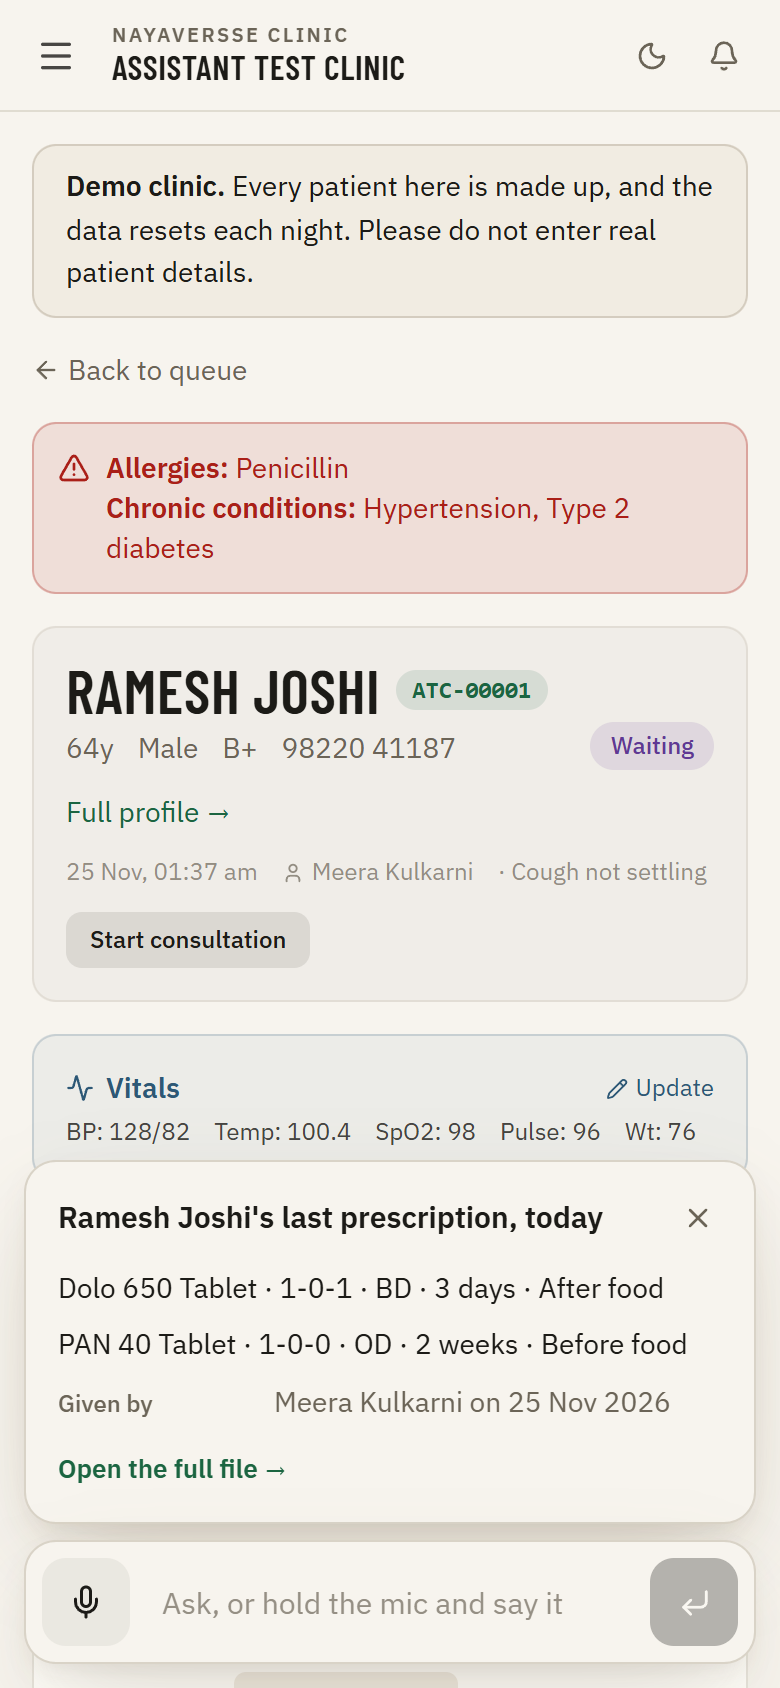 NAYAVERSSE CLINIC
ASSISTANT TEST CLINIC
Demo clinic. Every patient here is made up, and the
data resets each night. Please do not enter real
patient details.
← Back to queue
Allergies: Penicillin
Chronic conditions: Hypertension, Type 2
diabetes
RAMESH JOSHI ATC-00001
64y Male B+ 98220 41187 Waiting
Full profile →
25 Nov, 01:37 am Meera Kulkarni · Cough not settling
Start consultation
Vitals Update
BP: 128/82 Temp: 100.4 SpO2: 98 Pulse: 96 Wt: 76
Ramesh Joshi's last prescription, today
Dolo 650 Tablet · 1-0-1 · BD · 3 days · After food
PAN 40 Tablet · 1-0-0 · OD · 2 weeks · Before food
Given by Meera Kulkarni on 25 Nov 2026
Open the full file →
Ask, or hold the mic and say it